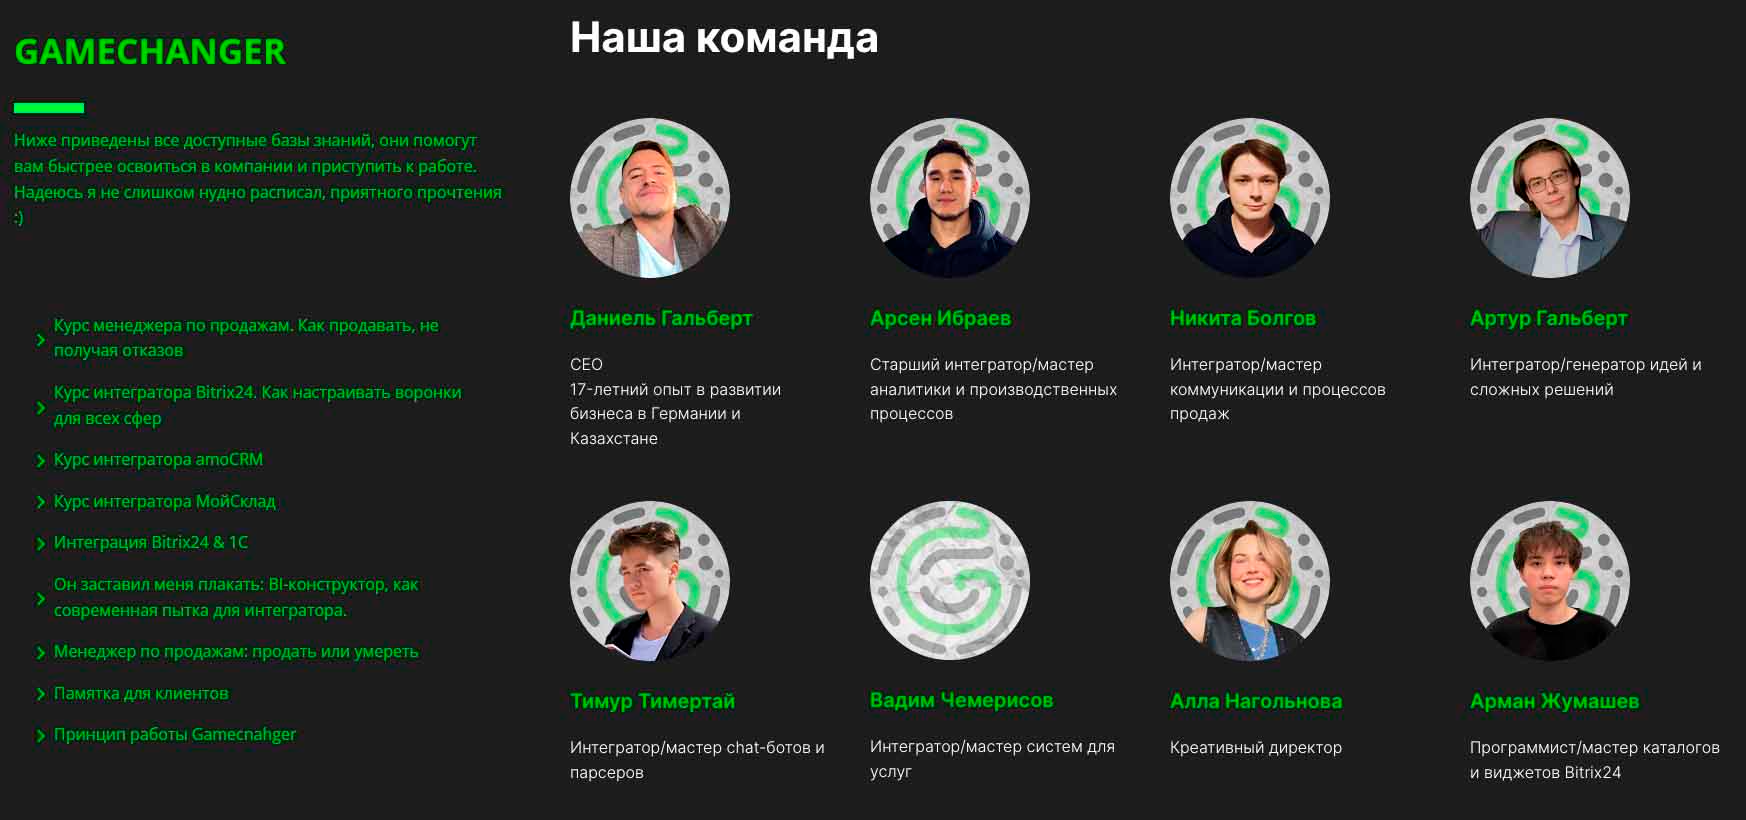 GAMECHANGER
Ниже приведены все доступные базы знаний, они помогут
вам быстрее освоиться в компании и приступить к работе.
Надеюсь я не слишком нудно расписал, приятного прочтения
:)
Курс менеджера по продажам. Как продавать, не
получая отказов
Курс интегратора Bitrix24. Как настраивать воронки
для всех сфер
Курс интегратора amoCRM
Курс интегратора МойСклад
Интеграция Bitrix24 & 1С
Он заставил меня плакать: BI-конструктор, как
современная пытка для интегратора.
Менеджер по продажам: продать или умереть
Памятка для клиентов
Принцип работы Gamecnahger
Наша команда
Даниель Гальберт
CEO
17-летний опыт в развитии
бизнеса в Германии и
Казахстане
Арсен Ибраев
Старший интегратор/мастер
аналитики и производственных
процессов
Никита Болгов
Интегратор/мастер
коммуникации и процессов
продаж
Артур Гальберт
Интегратор/генератор идей и
сложных решений
Тимур Тимертай
Интегратор/мастер chat-ботов и
парсеров
Вадим Чемерисов
Интегратор/мастер систем для
услуг
Алла Нагольнова
Креативный директор
Арман Жумашев
Программист/мастер каталогов
и виджетов Bitrix24